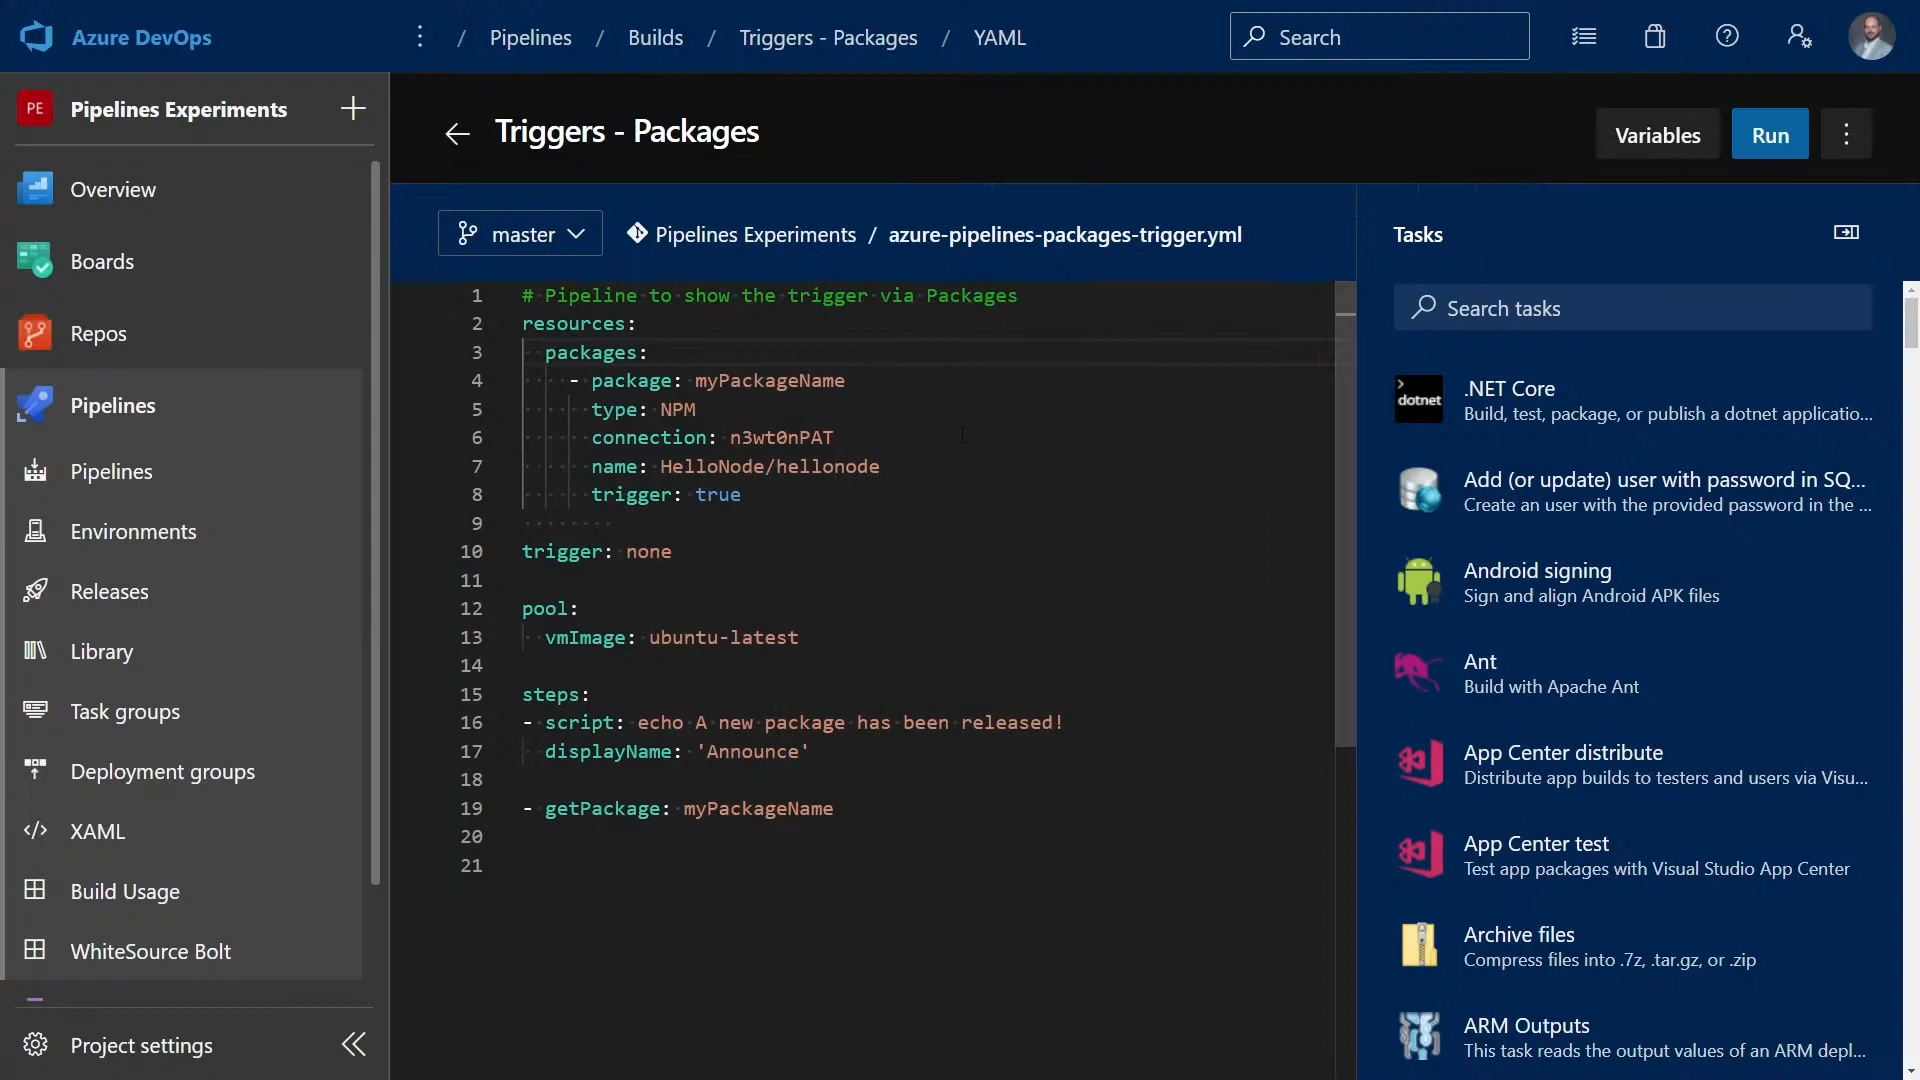 Azure DevOps
/ Pipelines / Builds / Triggers - Packages / YAML
Search
PE Pipelines Experiments
Overview
Boards
Repos
Pipelines
Pipelines
Environments
Releases
Library
Task groups
Deployment groups
XAML
Build Usage
WhiteSource Bolt
Project settings
Triggers - Packages
Variables
Run
master
Pipelines Experiments / azure-pipelines-packages-trigger.yml
1 # Pipeline to show the trigger via Packages
2 resources:
3 packages:
4 - package: myPackageName
5 type: NPM
6 connection: n3wt0nPAT
7 name: HelloNode/hellonode
8 trigger: true
9
10 trigger: none
11
12 pool:
13 vmImage: ubuntu-latest
14
15 steps:
16 - script: echo A new package has been released!
17 displayName: 'Announce'
18
19 - getPackage: myPackageName
20
21
Tasks
Search tasks
dotnet
.NET Core
Build, test, package, or publish a dotnet applicatio...
Add (or update) user with password in SQ...
Create an user with the provided password in the ...
Android signing
Sign and align Android APK files
Ant
Build with Apache Ant
App Center distribute
Distribute app builds to testers and users via Visu...
App Center test
Test app packages with Visual Studio App Center
Archive files
Compress files into .7z, .tar.gz, or .zip
ARM Outputs
This task reads the output values of an ARM depl...